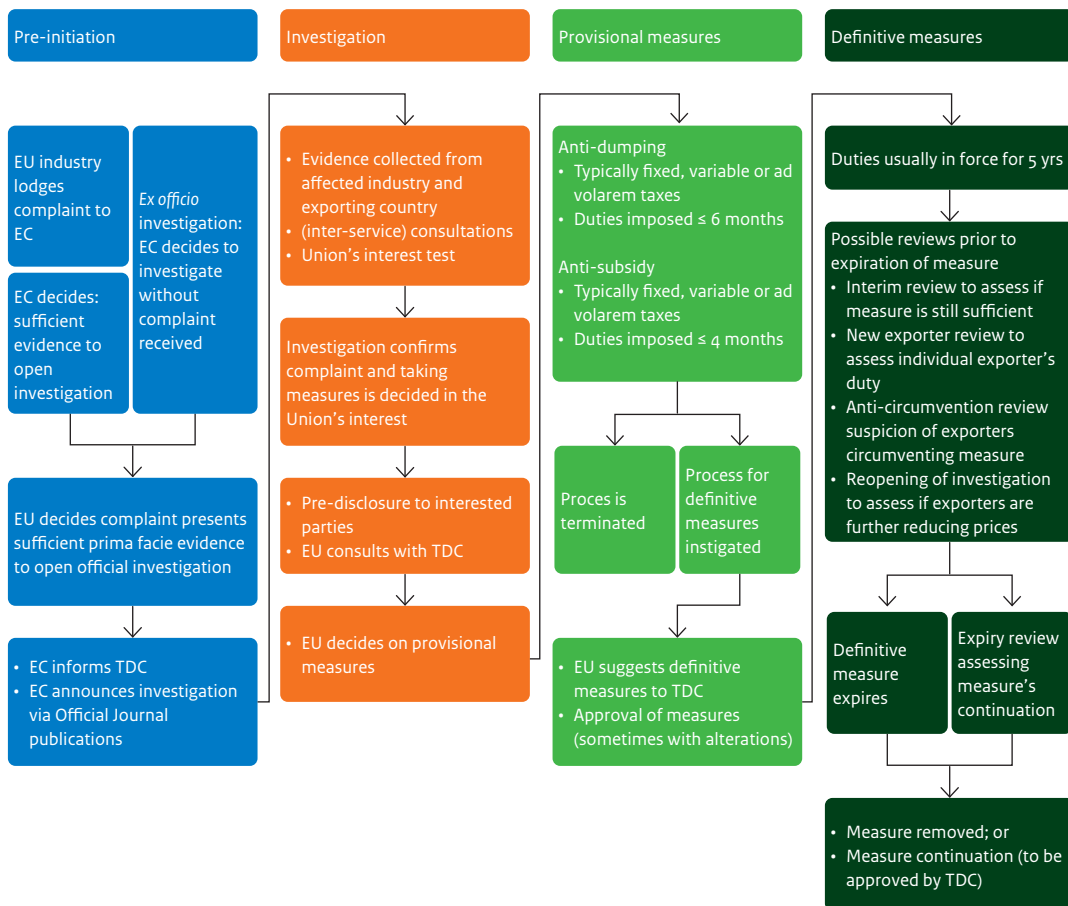 Pre-initiation
Investigation
Provisional measures
Definitive measures
EU industry
lodges
complaint to
EC
EC decides:
sufficient
evidence to
open
investigation
Ex officio
investigation:
EC decides to
investigate
without
complaint
received
EU decides complaint presents
sufficient prima facie evidence
to open official investigation
• EC informs TDC
• EC announces investigation
via Official Journal
publications
• Evidence collected from
affected industry and
exporting country
• (inter-service) consultations
• Union's interest test
Investigation confirms
complaint and taking
measures is decided in the
Union's interest
• Pre-disclosure to interested
parties
• EU consults with TDC
• EU decides on provisional
measures
Anti-dumping
• Typically fixed, variable or ad
volarem taxes
• Duties imposed ≤ 6 months
Anti-subsidy
• Typically fixed, variable or ad
volarem taxes
• Duties imposed ≤ 4 months
Proces is
terminated
Process for
definitive
measures
instigated
• EU suggests definitive
measures to TDC
• Approval of measures
(sometimes with alterations)
Duties usually in force for 5 yrs
Possible reviews prior to
expiration of measure
• Interim review to assess if
measure is still sufficient
• New exporter review to
assess individual exporter's
duty
• Anti-circumvention review
suspicion of exporters
circumventing measure
• Reopening of investigation
to assess if exporters are
further reducing prices
Definitive
measure
expires
Expiry review
assessing
measure's
continuation
• Measure removed; or
• Measure continuation (to be
approved by TDC)